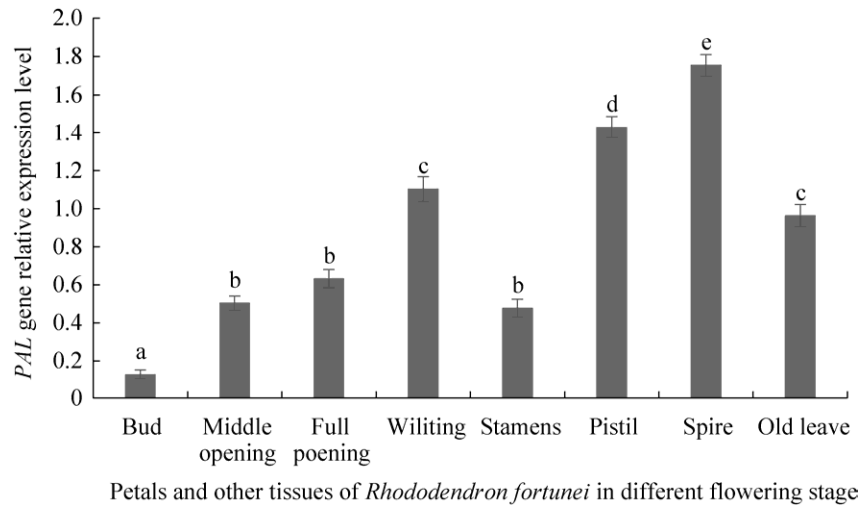 PAL gene relative expression level
2.0
1.8
1.6
1.4
1.2
1.0
0.8
0.6
0.4
0.2
0
a
b
b
c
b
d
e
c
Bud
Middle opening
Full poening
Wiliting
Stamens
Pistil
Spire
Old leave
Petals and other tissues of Rhododendron fortunei in different flowering stage